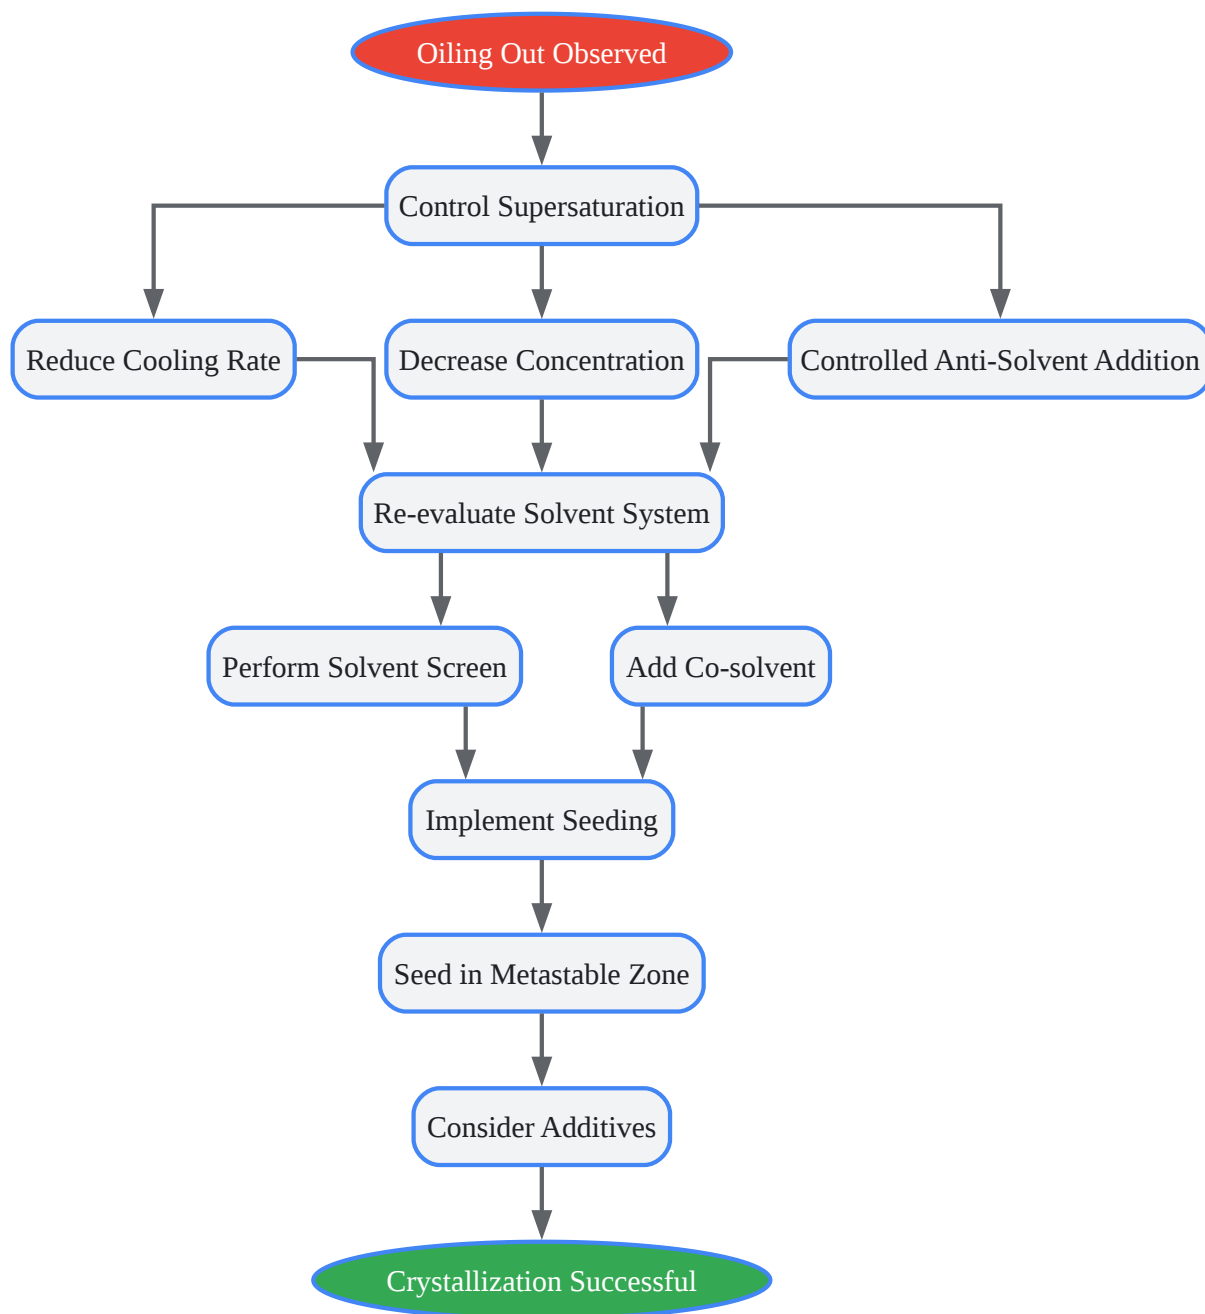 Oiling Out Observed
Control Supersaturation
Reduce Cooling Rate
Decrease Concentration
Controlled Anti-Solvent Addition
Re-evaluate Solvent System
Perform Solvent Screen
Add Co-solvent
Implement Seeding
Seed in Metastable Zone
Consider Additives
Crystallization Successful